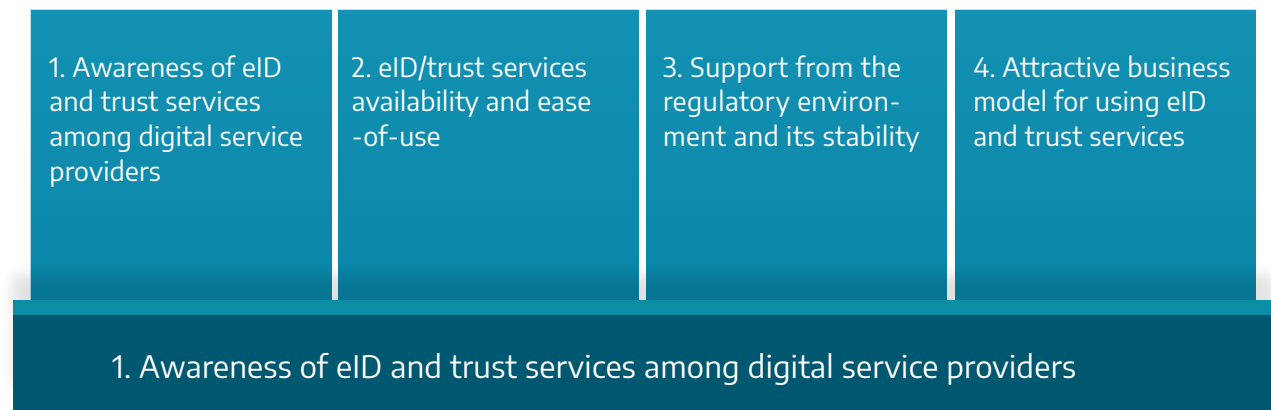 1. Awareness of eID
and trust services
among digital service
providers
2. eID/trust services
availability and ease
-of-use
3. Support from the
regulatory environ-
ment and its stability
4. Attractive business
model for using eID
and trust services
1. Awareness of eID and trust services among digital service providers